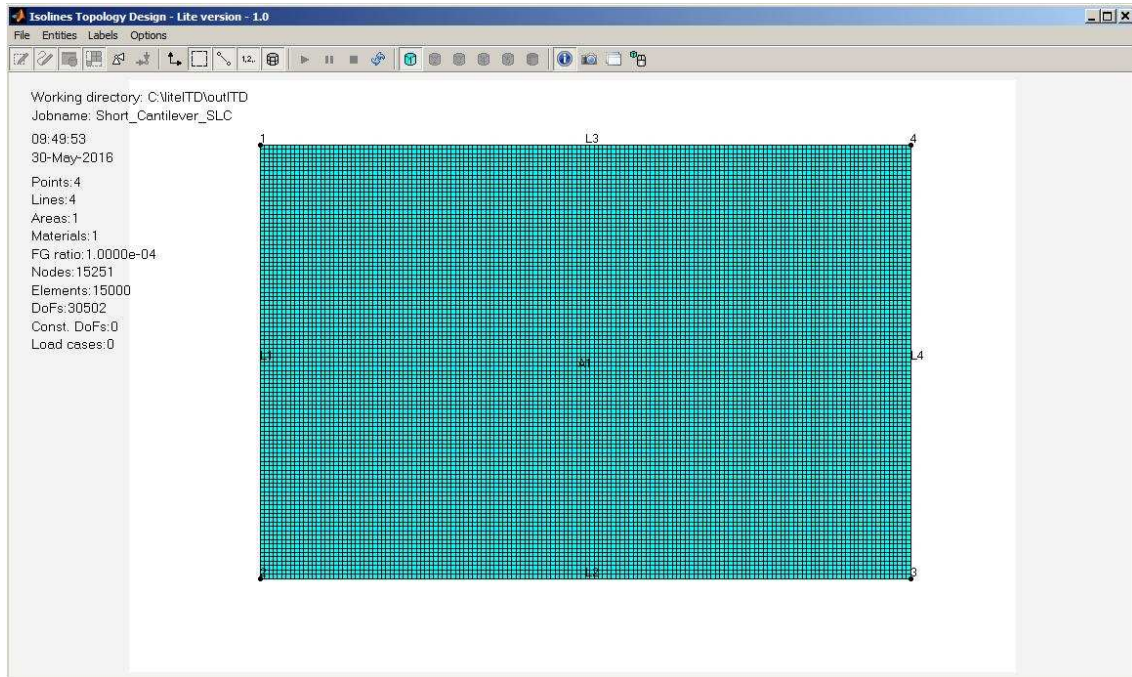 Isolines Topology Design - Lite version - 1.0
File Entities Labels Options
1,2,.
Working directory: C:\liteITD\outITD
Jobname: Short_Cantilever_SLC
09:49:53
30-May-2016
Points:4
Lines:4
Areas:1
Materials:1
FG ratio:1.0000e-04
Nodes:15251
Elements:15000
DoFs:30502
Const. DoFs:0
Load cases:0
1 L3 4
L1 A1 L4
2 L2 3